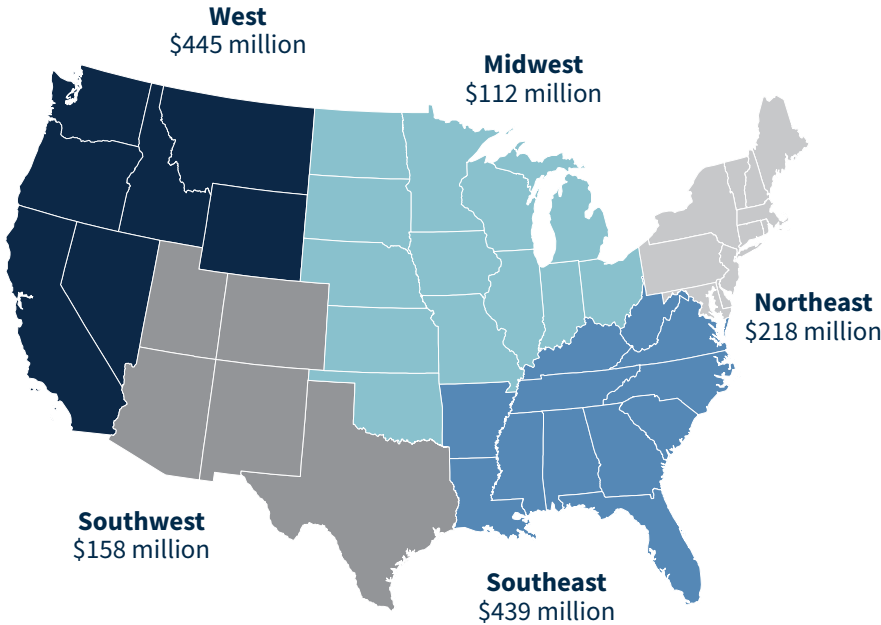 West
$445 million
Midwest
$112 million
Northeast
$218 million
Southwest
$158 million
Southeast
$439 million